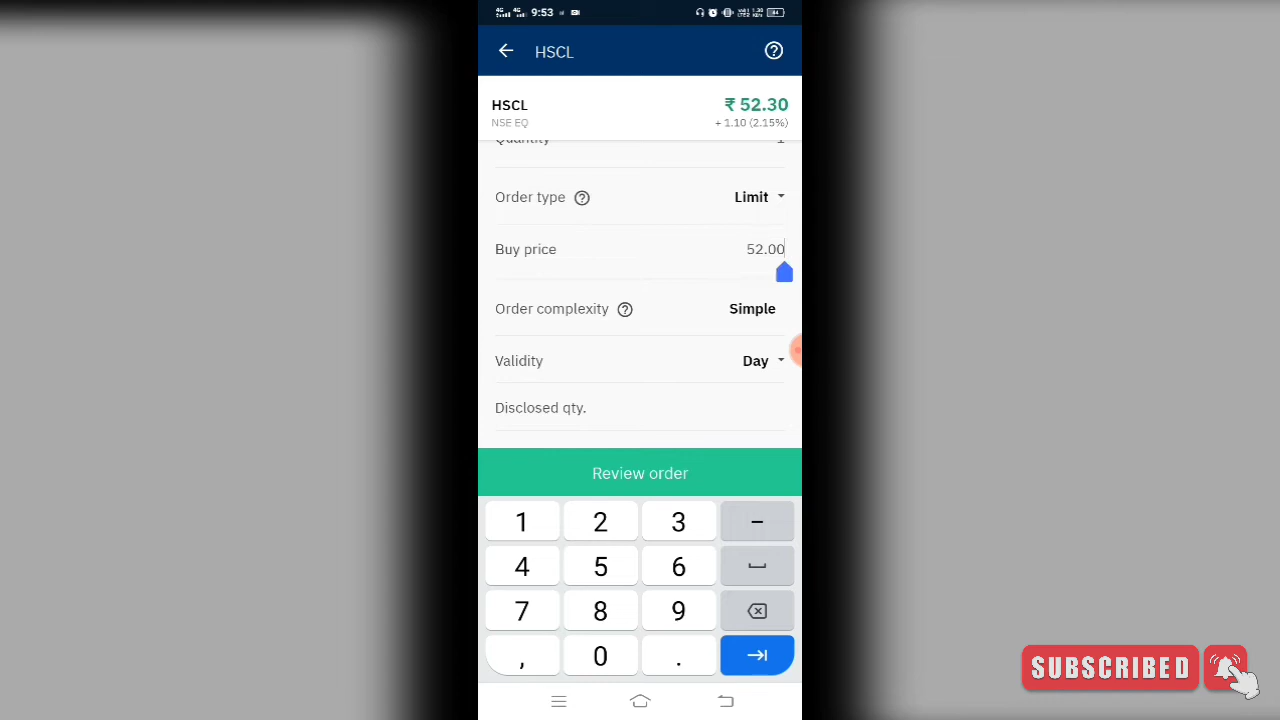 9:53
HSCL
HSCL ₹ 52.30
NSE EQ + 1.10 (2.15%)
Quantity 1
Order type Limit
Buy price 52.00
Order complexity Simple
Validity Day
Disclosed qty.
Review order
1 2 3 –
4 5 6
7 8 9
, 0 .
SUBSCRIBED